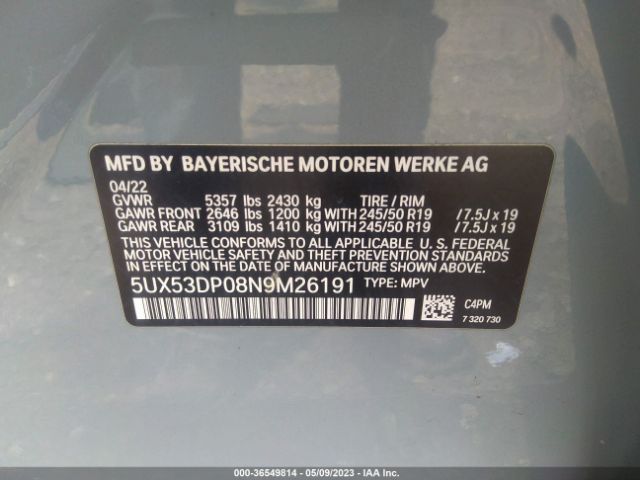 MFD BY BAYERISCHE MOTOREN WERKE AG
04/22
GVWR 5357 lbs 2430 kg TIRE / RIM
GAWR FRONT 2646 lbs 1200 kg WITH 245/50 R19 / 7.5J x 19
GAWR REAR 3109 lbs 1410 kg WITH 245/50 R19 / 7.5J x 19
THIS VEHICLE CONFORMS TO ALL APPLICABLE U. S. FEDERAL
MOTOR VEHICLE SAFETY AND THEFT PREVENTION STANDARDS
IN EFFECT ON THE DATE OF MANUFACTURE SHOWN ABOVE.
5UX53DP08N9M26191 TYPE: MPV
C4PM
7 320 730
000-36549814 - 05/09/2023 - IAA Inc.